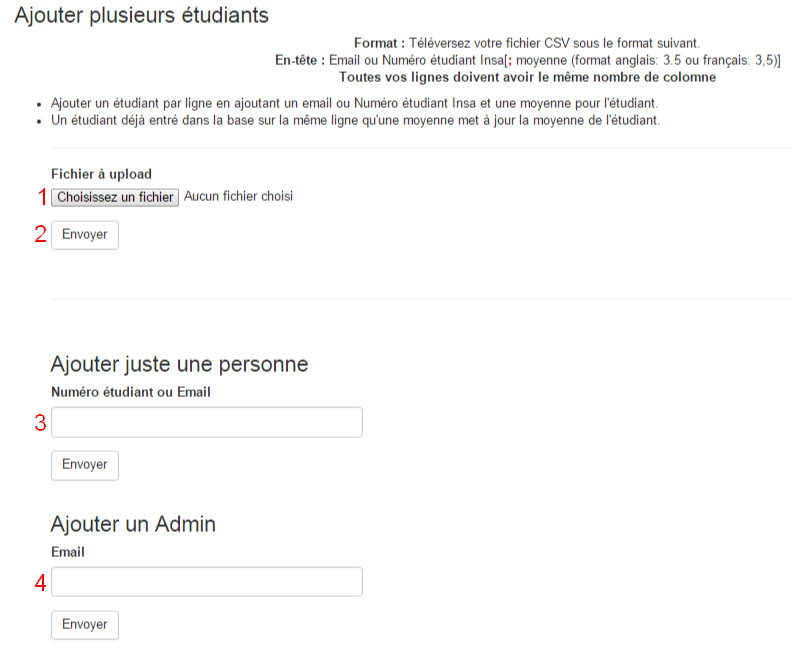 Ajouter plusieurs étudiants
Format : Téléversez votre fichier CSV sous le format suivant.
En-tête : Email ou Numéro étudiant Insa[; moyenne (format anglais: 3.5 ou français: 3,5)]
Toutes vos lignes doivent avoir le même nombre de colomne
• Ajouter un étudiant par ligne en ajoutant un email ou Numéro étudiant Insa et une moyenne pour l'étudiant.
• Un étudiant déjà entré dans la base sur la même ligne qu'une moyenne met à jour la moyenne de l'étudiant.
Fichier à upload
1 Choisissez un fichier Aucun fichier choisi
2 Envoyer
Ajouter juste une personne
Numéro étudiant ou Email
3
Envoyer
Ajouter un Admin
Email
4
Envoyer